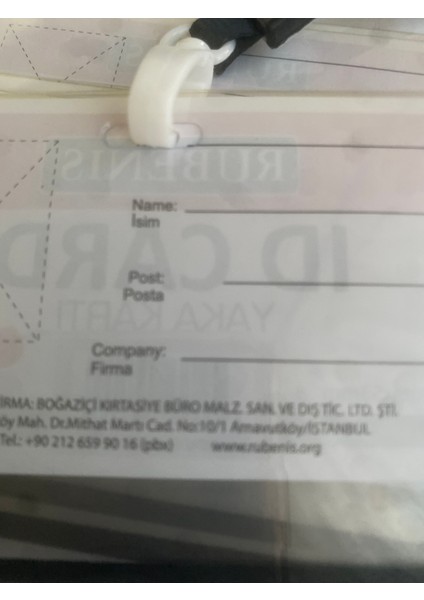 RUBENIS
Name:
İsim
ID CARD
Post:
Posta
YAKA KARTI
Company:
Firma
İRMA: BOĞAZİÇİ KIRTASİYE BÜRO MALZ. SAN. VE DIŞ TİC. LTD. ŞTİ.
öy Mah. Dr.Mithat Martı Cad. No:10/1 Arnavutköy/İSTANBUL
Tel.: +90 212 659 90 16 (pbx) www.rubenis.org